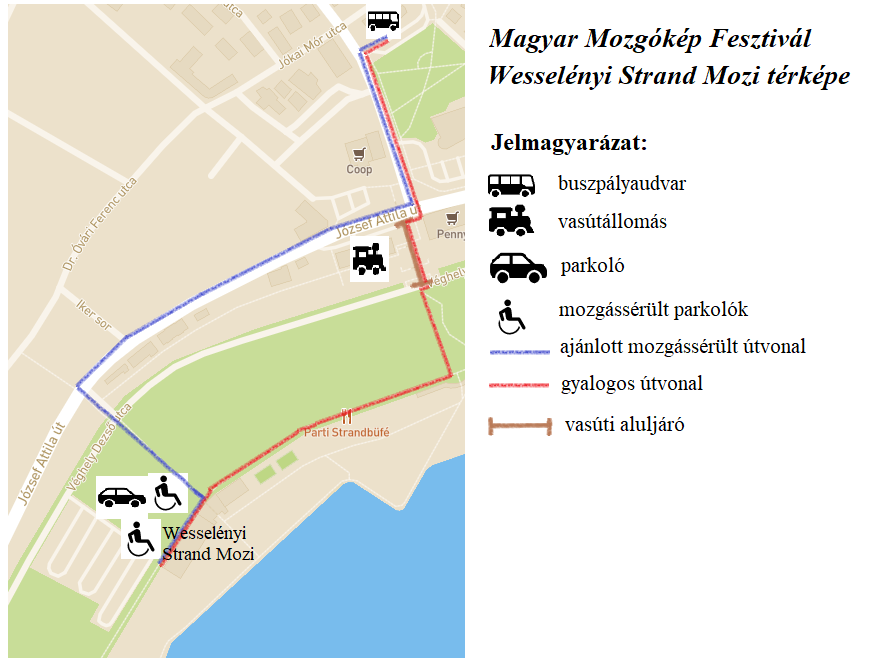 Magyar Mozgókép Fesztivál
Wesselényi Strand Mozi térképe
Jelmagyarázat:
buszpályaudvar
vasútállomás
parkoló
mozgássérült parkolók
ajánlott mozgássérült útvonal
gyalogos útvonal
vasúti aluljáró
utca
Jókai Mór utca
Coop
Dr. Óvári Ferenc utca
József Attila ú
Penny
Véghely
Iker sor
Parti Strandbüfé
Véghely Dezső utca
József Attila út
Wesselényi
Strand Mozi